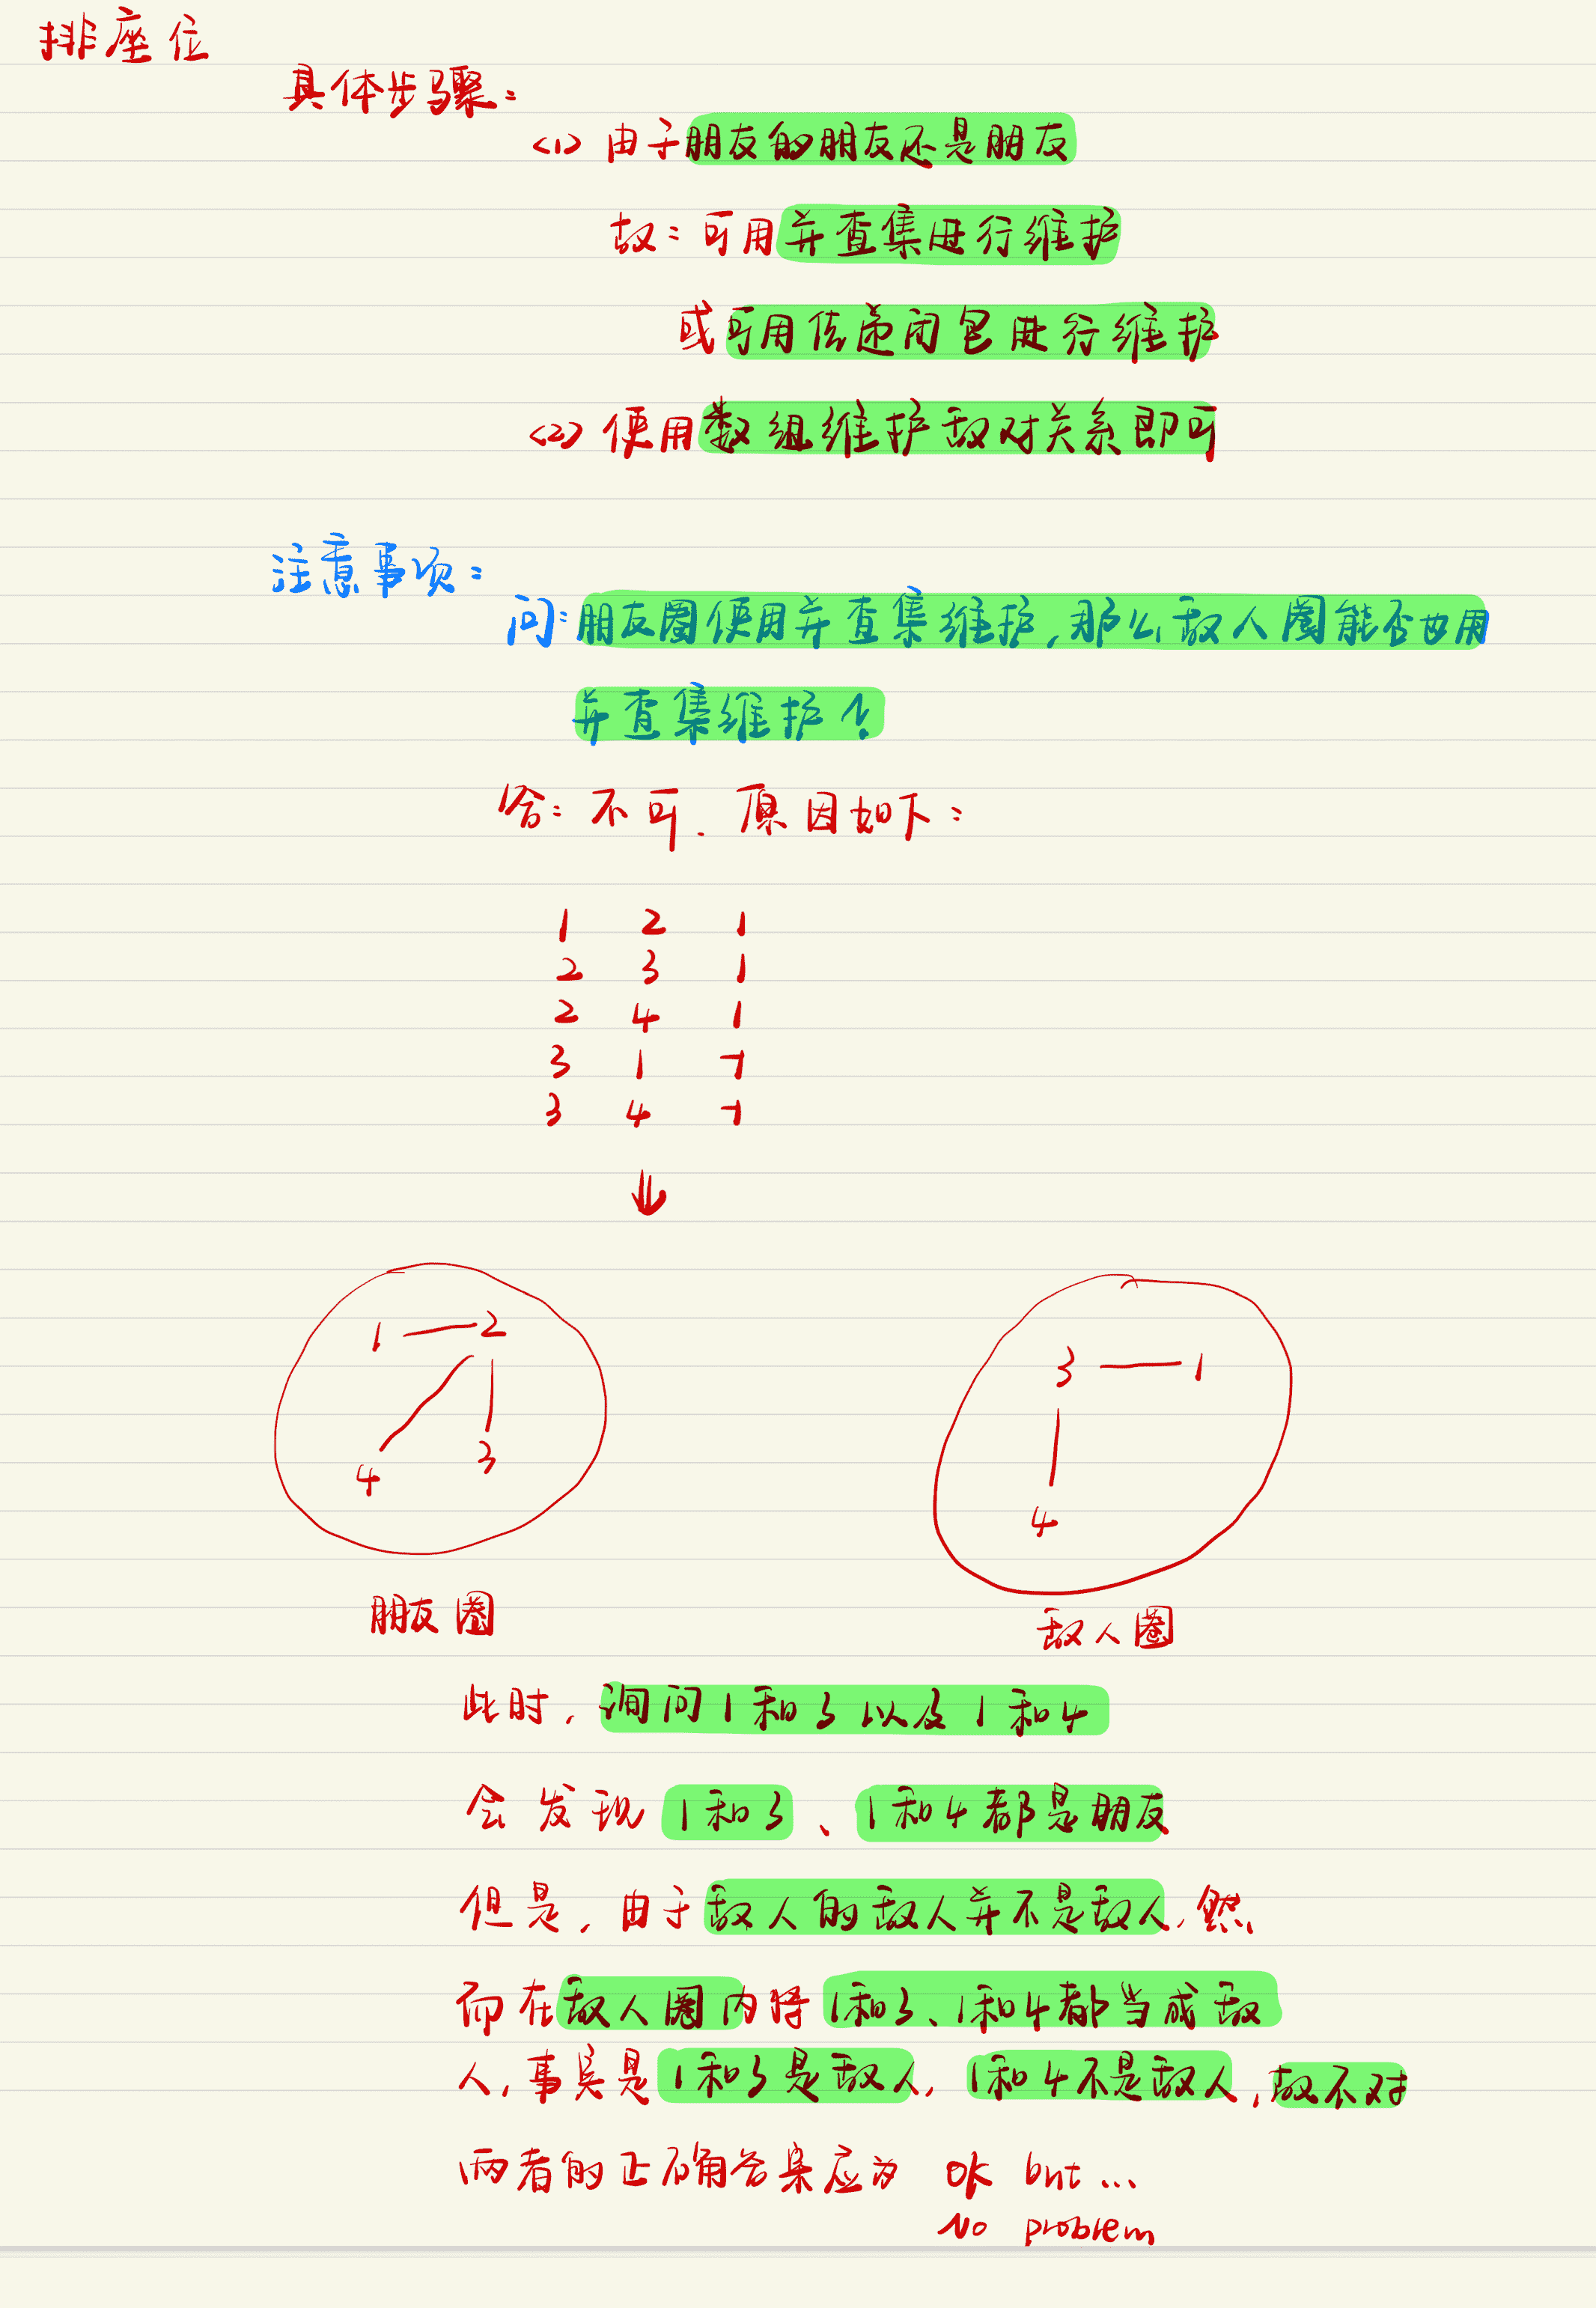 排座位
具体步骤:
<1> 由于朋友的朋友还是朋友
故: 可用并查集进行维护
或可用传递闭包进行维护
<2> 使用数组维护敌对关系即可
注意事项:
问: 朋友圈使用并查集维护,那么敌人圈能否也用
并查集维护?
答: 不可. 原因如下:
1 2 1
2 3 1
2 4 1
3 1 -1
3 4 -1
1 2
3 1
4 3
4
朋友圈
敌人圈
此时, 询问1和3以及1和4
会发现1和3、1和4都是朋友
但是, 由于敌人的敌人并不是敌人, 然
而在敌人圈内将1和3、1和4都当成敌
人, 事实是1和3是敌人, 1和4不是敌人, 故不对
两者的正确答案应为 OK but...
No problem